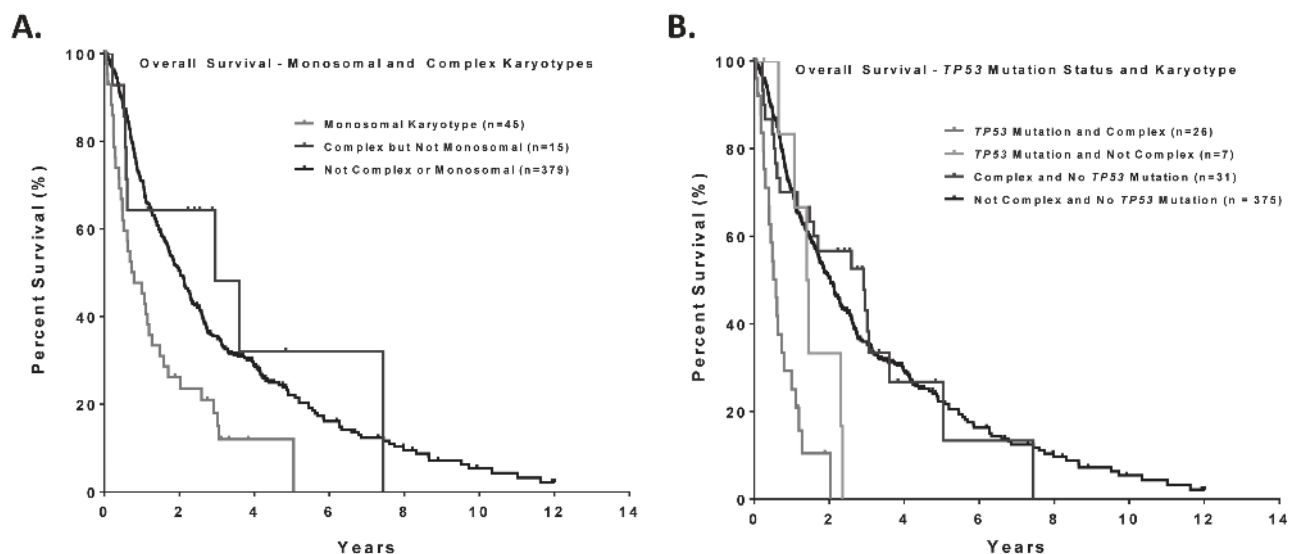 A.
Overall Survival - Monosomal and Complex Karyotypes
Monosomal Karyotype (n=45)
Complex but Not Monosomal (n=15)
Not Complex or Monosomal (n=379)
Percent Survival (%)
100
80
60
40
20
0
0 2 4 6 8 10 12 14
Years
B.
Overall Survival - TP53 Mutation Status and Karyotype
TP53 Mutation and Complex (n=26)
TP53 Mutation and Not Complex (n=7)
Complex and No TP53 Mutation (n=31)
Not Complex and No TP53 Mutation (n = 375)
Percent Survival (%)
100
80
60
40
20
0
0 2 4 6 8 10 12 14
Years